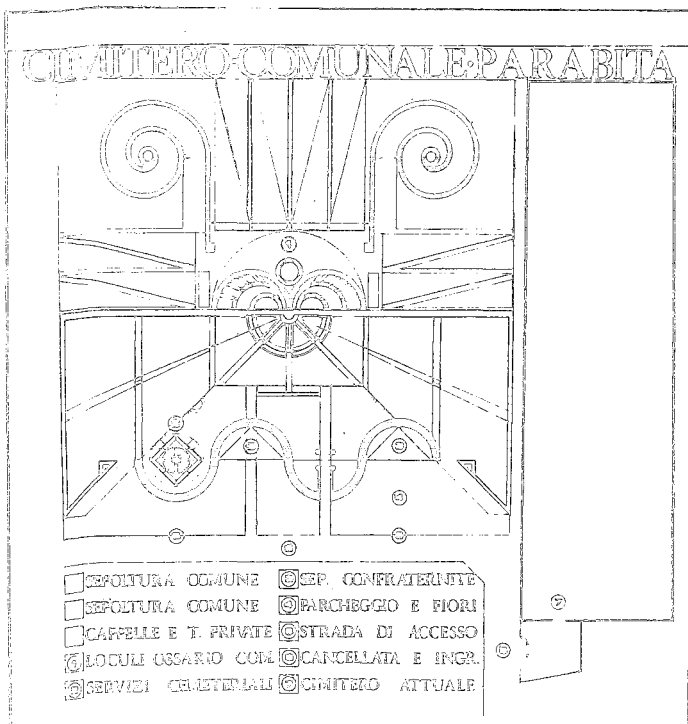 CIMITERO·COMUNALE·PARABITA
SEPOLTURA COMUNE
SEPOLTURA COMUNE
CAPPELLE E T. PRIVATE
LOCULI OSSARIO COM.
SERVIZI CEMETERIALI
SEP. CONFRATERNITE
PARCHEGGIO E FIORI
STRADA DI ACCESSO
CANCELLATA E INGR.
CIMITERO ATTUALE